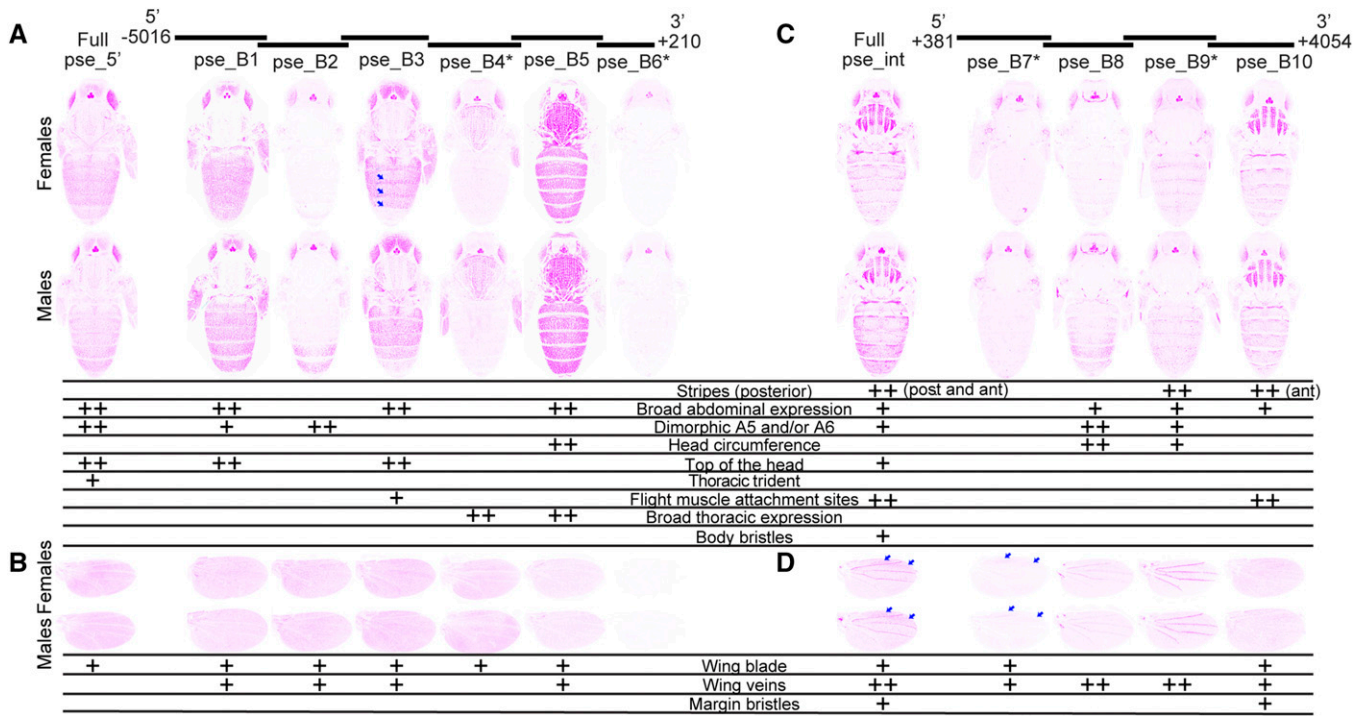 A
5'
3'
C
5'
3'
Full
-5016
+210
Full
+381
+4054
pse_5'
pse_B1
pse_B2
pse_B3
pse_B4*
pse_B5
pse_B6*
pse_int
pse_B7*
pse_B8
pse_B9*
pse_B10
Females
Males
Stripes (posterior) ++ (post and ant) ++ ++ (ant)
++ ++ ++ ++ Broad abdominal expression + + + +
++ + ++ Dimorphic A5 and/or A6 + ++ +
++ Head circumference ++ +
++ ++ ++ Top of the head +
+ Thoracic trident
+ Flight muscle attachment sites ++ ++
++ ++ Broad thoracic expression
Body bristles +
B
D
Females
Males
+ + + + + + Wing blade + + +
+ + + + Wing veins ++ + ++ ++ +
Margin bristles + +